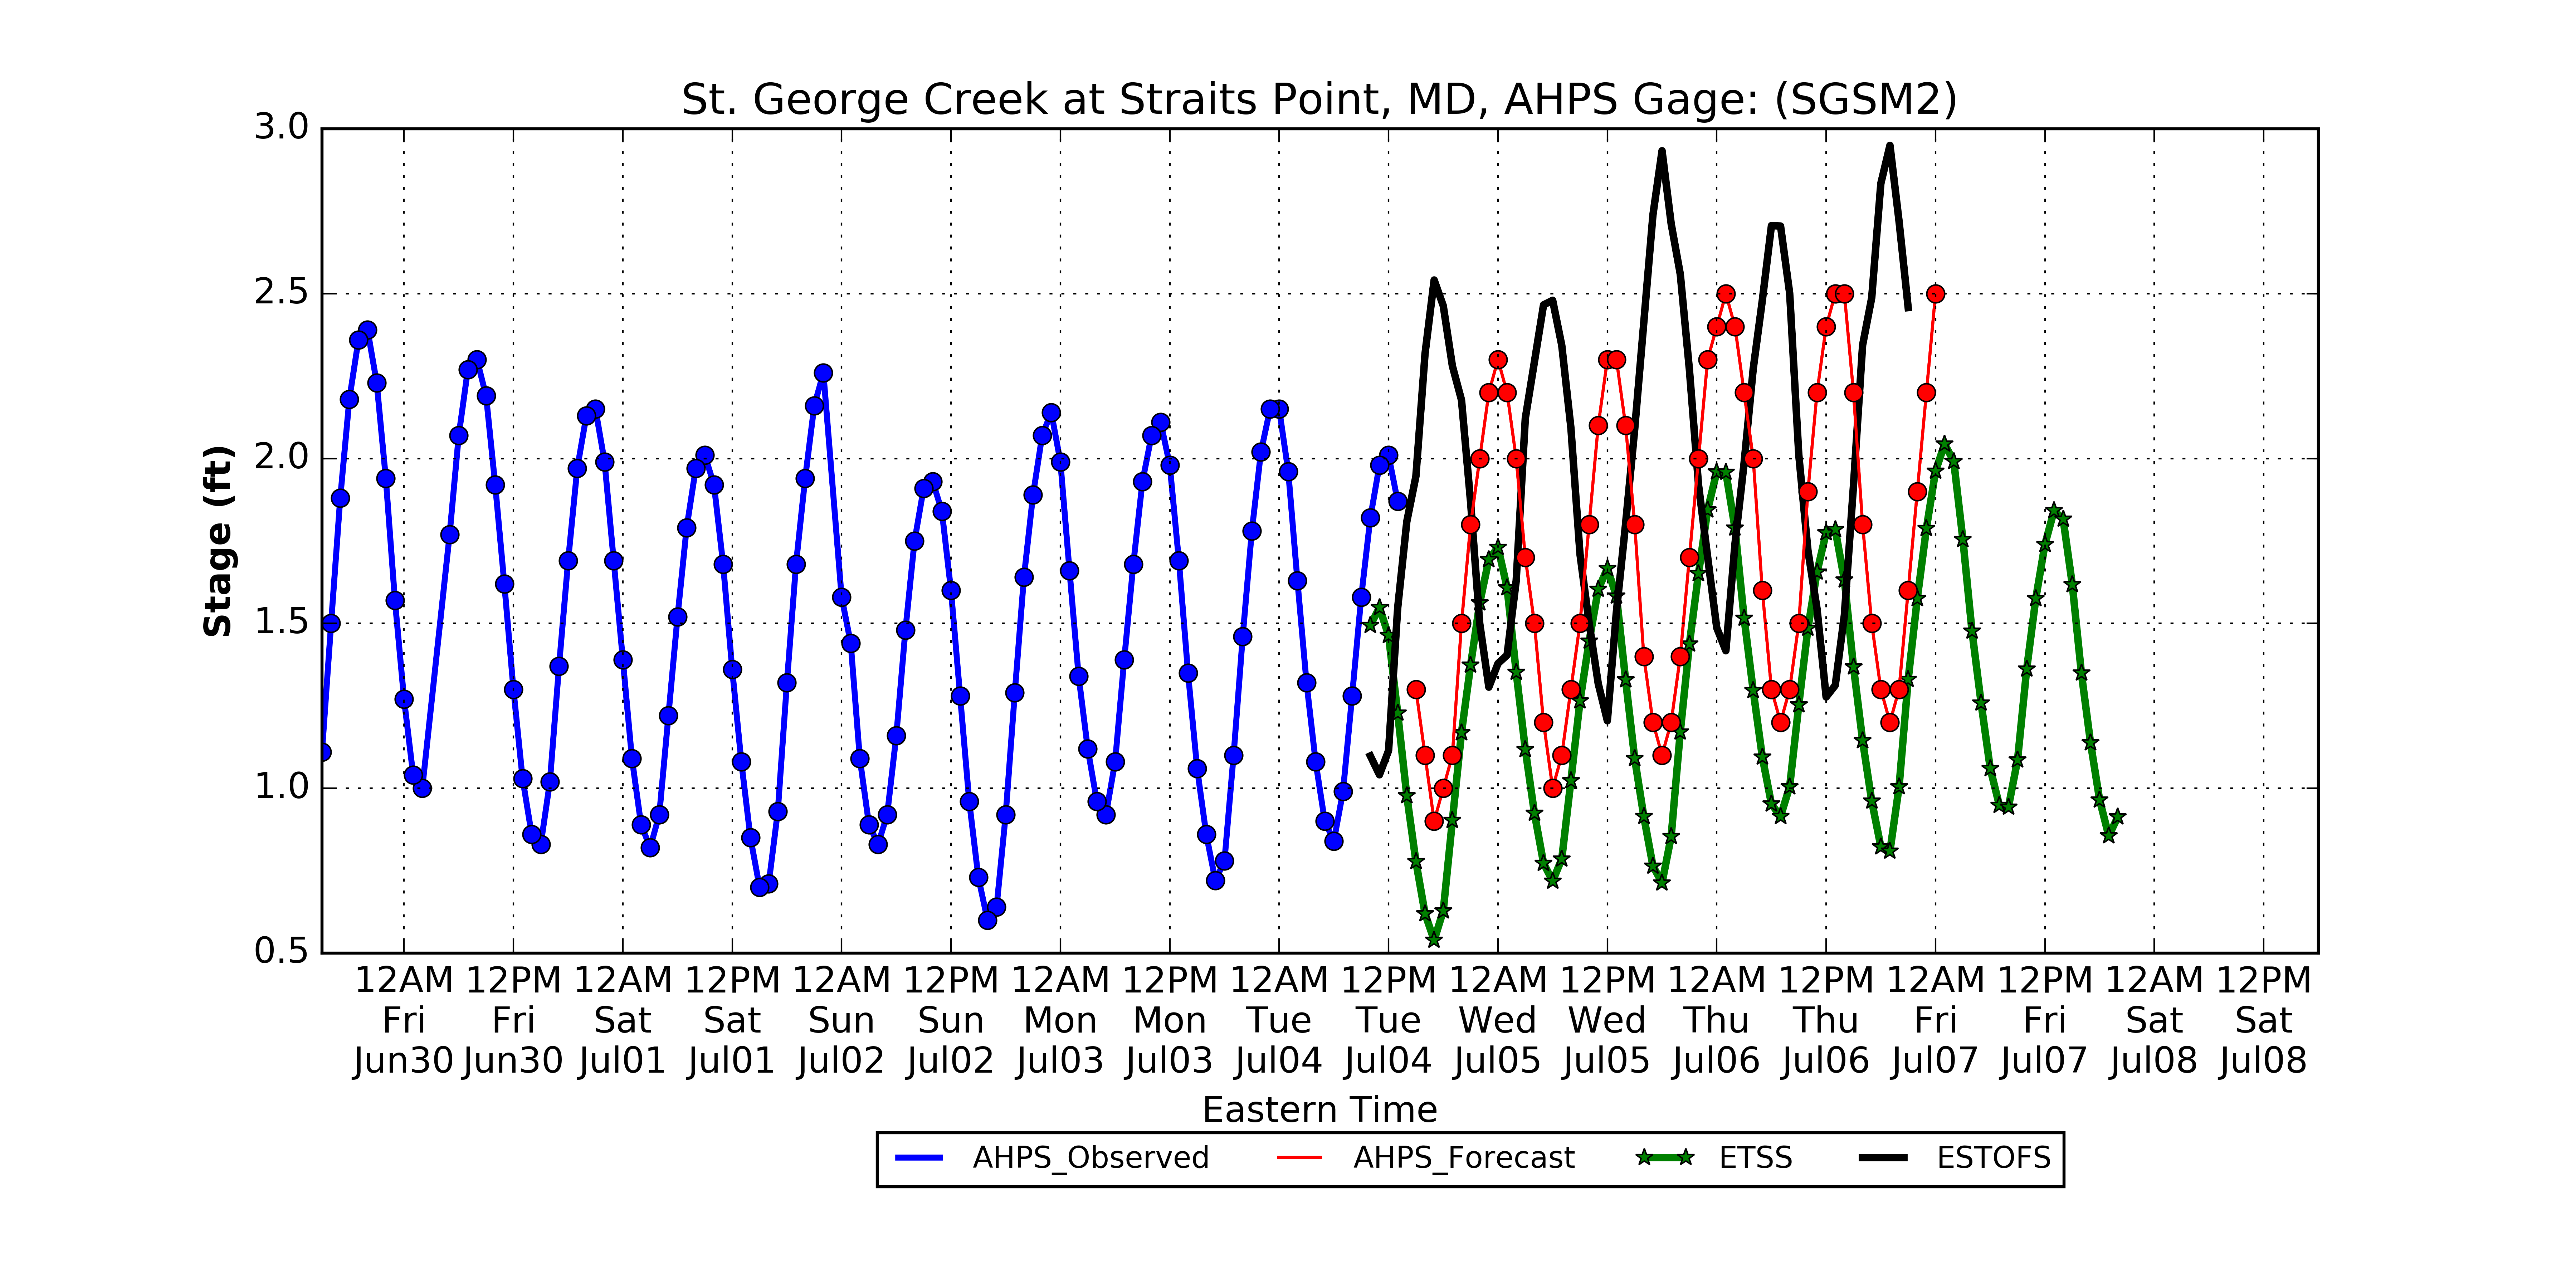 St. George Creek at Straits Point, MD, AHPS Gage: (SGSM2)
3.0
2.5
2.0
1.5
1.0
0.5
Stage (ft)
12AM 12PM 12AM 12PM 12AM 12PM 12AM 12PM 12AM 12PM 12AM 12PM 12AM 12PM 12AM 12PM 12AM 12PM
Fri Fri Sat Sat Sun Sun Mon Mon Tue Tue Wed Wed Thu Thu Fri Fri Sat Sat
Jun30 Jun30 Jul01 Jul01 Jul02 Jul02 Jul03 Jul03 Jul04 Jul04 Jul05 Jul05 Jul06 Jul06 Jul07 Jul07 Jul08 Jul08
Eastern Time
AHPS_Observed AHPS_Forecast ETSS ESTOFS